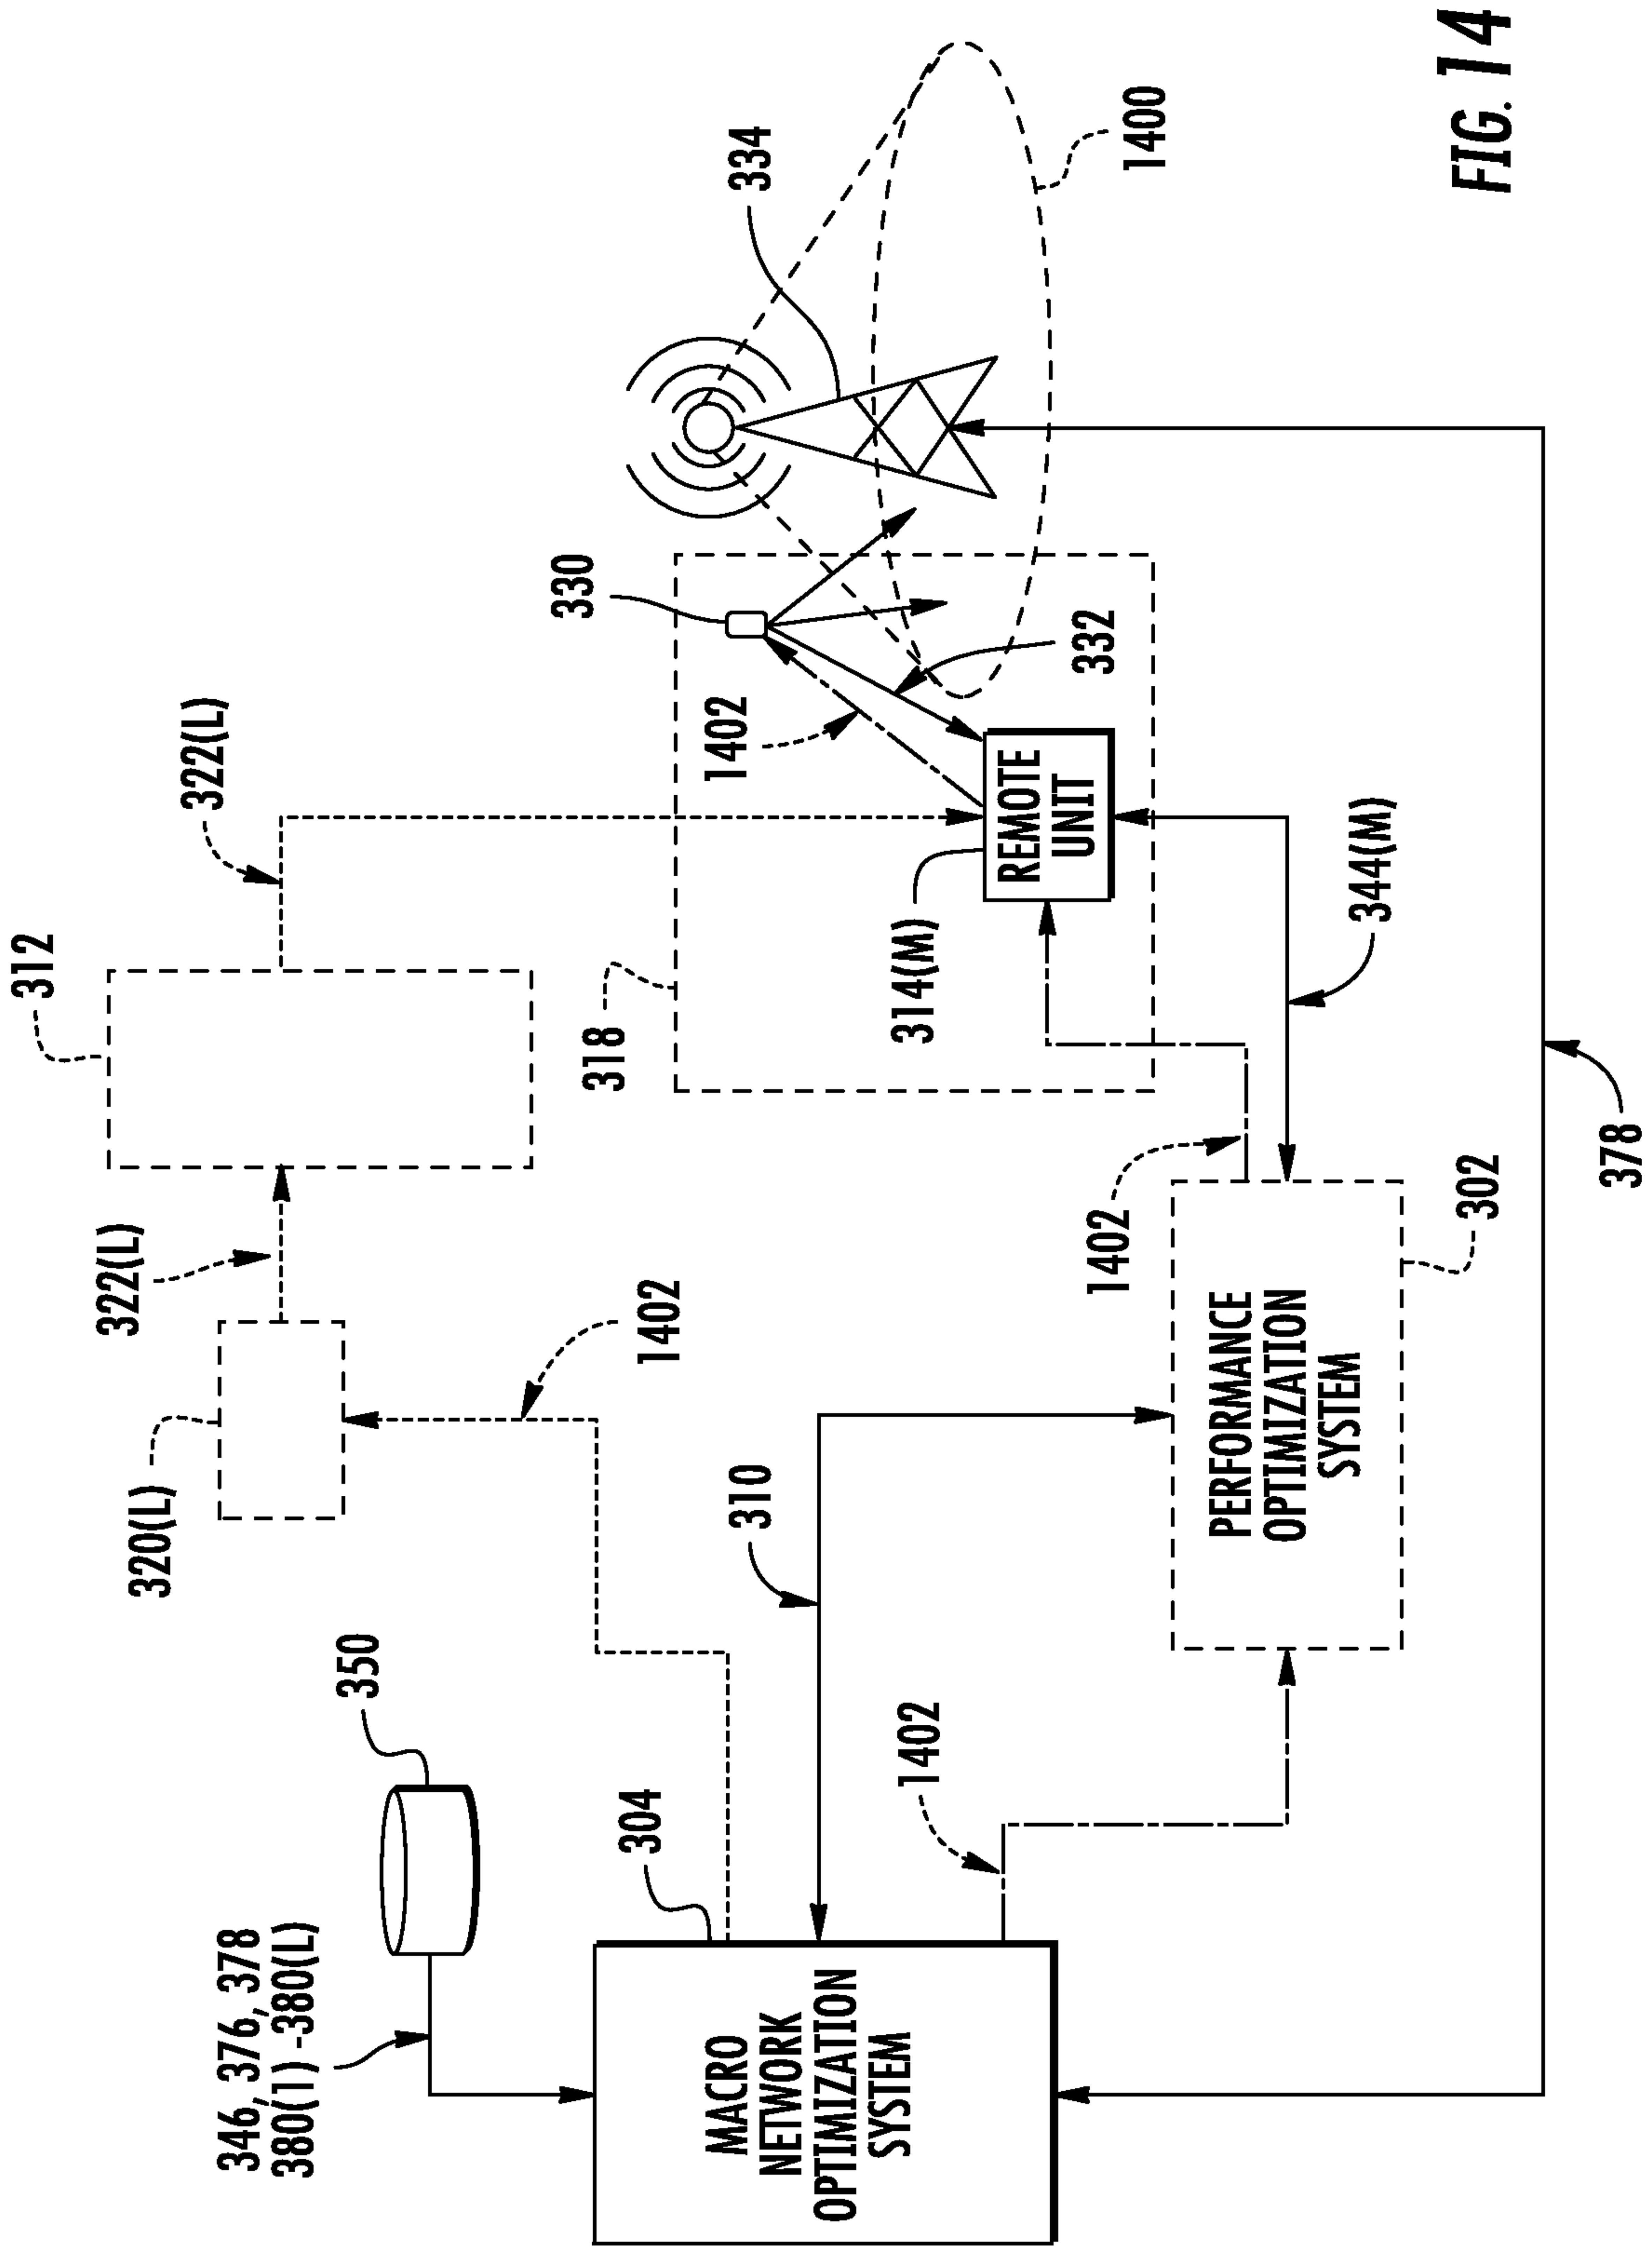 312
322(L)
322(L)
320(L)
350
346, 376, 378
380(1) -380(L)
304
1402
310
1402
318
314(M)
1402
330
334
332
1400
REMOTE
UNIT
344(M)
1402
302
378
MACRO
NETWORK
OPTIMIZATION
SYSTEM
PERFORMANCE
OPTIMIZATION
SYSTEM
FIG. 14